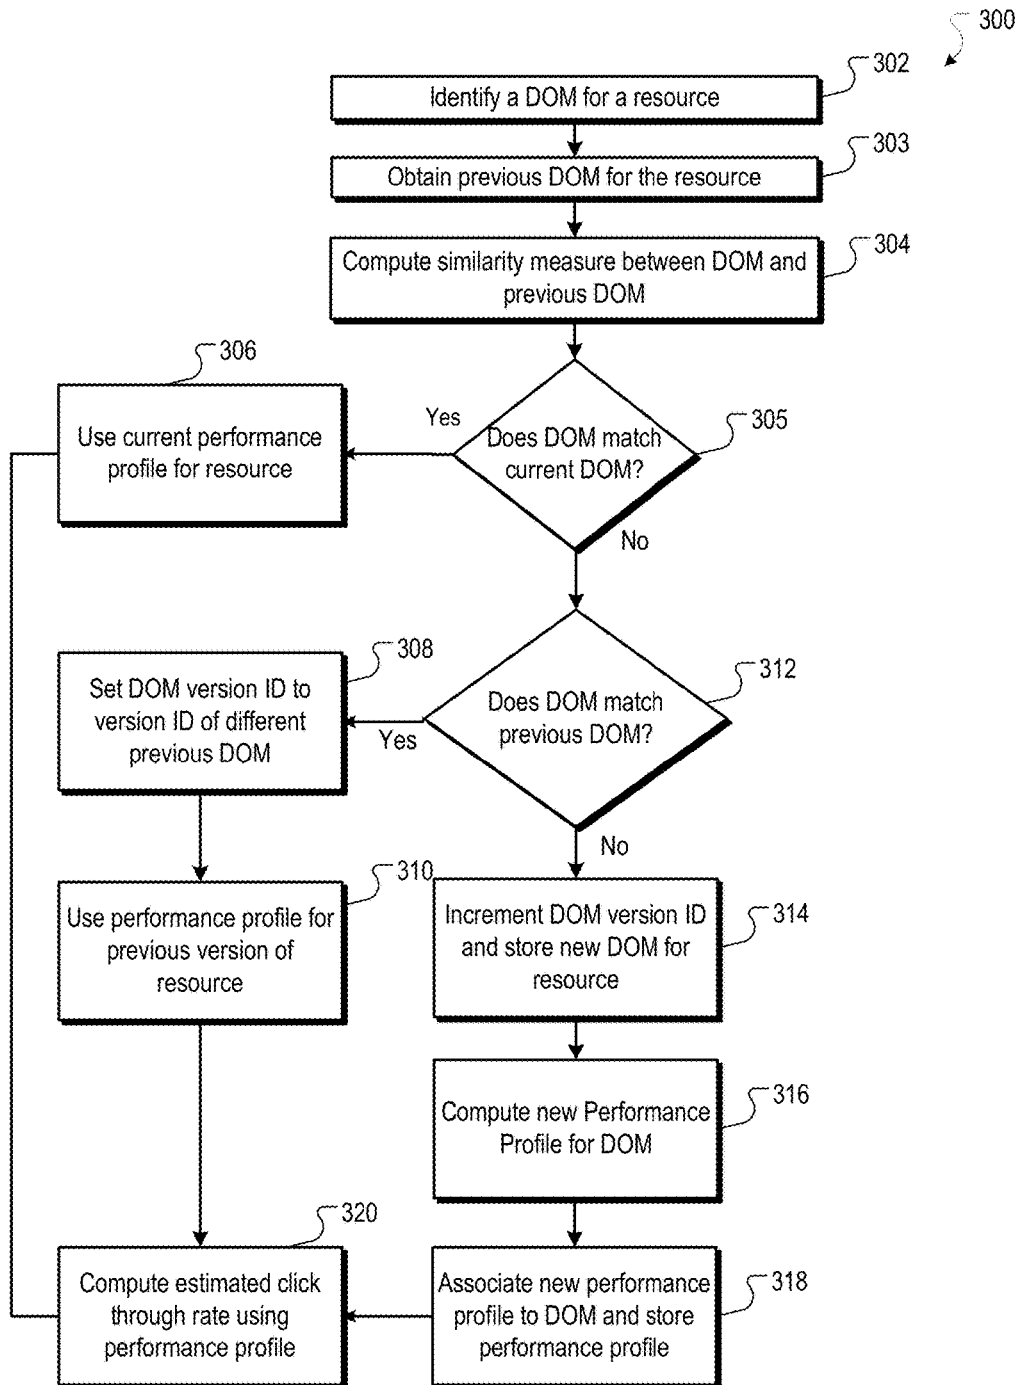 300
302
Identify a DOM for a resource
303
Obtain previous DOM for the resource
304
Compute similarity measure between DOM and
previous DOM
306
Use current performance
profile for resource
Yes
305
Does DOM match
current DOM?
No
308
Set DOM version ID to
version ID of different
previous DOM
Yes
312
Does DOM match
previous DOM?
No
310
Use performance profile for
previous version of
resource
314
Increment DOM version ID
and store new DOM for
resource
316
Compute new Performance
Profile for DOM
320
Compute estimated click
through rate using
performance profile
318
Associate new performance
profile to DOM and store
performance profile